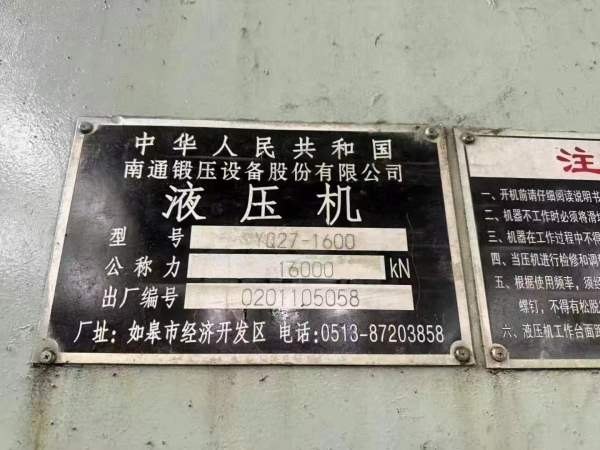 中华人民共和国
南通锻压设备股份有限公司
液压机
型号 YQ27-1600
公称力 16000 kN
出厂编号 0201105058
厂址: 如皋市经济开发区 电话:0513-87203858
注
一、开机前请仔细阅读说明书
二、机器不工作时必须将滑块
三、机器在工作过程中不得
四、当压机进行检修和调
五、根据使用频率，须经
螺钉，不得有松脱
六、液压机工作台面距